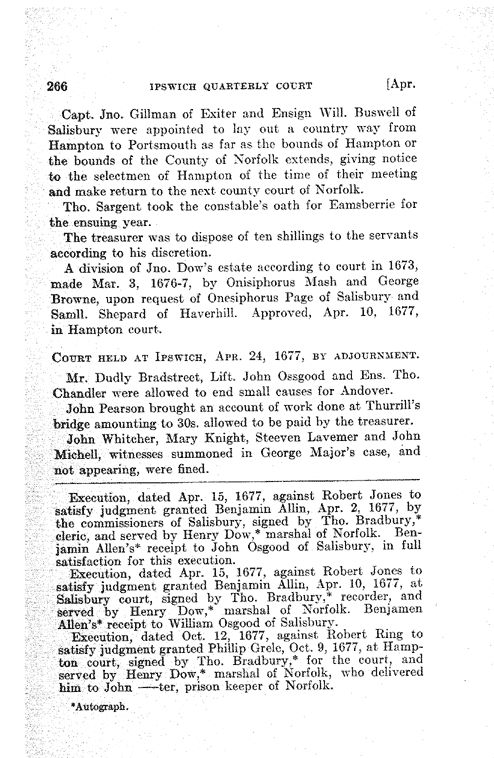 266 IPSWICH QUARTERLY COURT [Apr.
Capt. Jno. Gillman of Exiter and Ensign Will. Buswell of
Salisbury were appointed to lay out a country way from
Hampton to Portsmouth as far as the bounds of Hampton or
the bounds of the County of Norfolk extends, giving notice
to the selectmen of Hampton of the time of their meeting
and make return to the next county court of Norfolk.
Tho. Sargent took the constable's oath for Eamsberrie for
the ensuing year.
The treasurer was to dispose of ten shillings to the servants
according to his discretion.
A division of Jno. Dow's estate according to court in 1673,
made Mar. 3, 1676-7, by Onisiphorus Mash and George
Browne, upon request of Onesiphorus Page of Salisbury and
Samll. Shepard of Haverhill. Approved, Apr. 10, 1677,
in Hampton court.
COURT HELD AT IPSWICH, APR. 24, 1677, BY ADJOURNMENT.
Mr. Dudly Bradstreet, Lift. John Ossgood and Ens. Tho.
Chandler were allowed to end small causes for Andover.
John Pearson brought an account of work done at Thurrill's
bridge amounting to 30s. allowed to be paid by the treasurer.
John Whitcher, Mary Knight, Steeven Lavemer and John
Michell, witnesses summoned in George Major's case, and
not appearing, were fined.
Execution, dated Apr. 15, 1677, against Robert Jones to
satisfy judgment granted Benjamin Allin, Apr. 2, 1677, by
the commissioners of Salisbury, signed by Tho. Bradbury,*
cleric, and served by Henry Dow,* marshal of Norfolk. Ben-
jamin Allen's* receipt to John Osgood of Salisbury, in full
satisfaction for this execution.
Execution, dated Apr. 15, 1677, against Robert Jones to
satisfy judgment granted Benjamin Allin, Apr. 10, 1677, at
Salisbury court, signed by Tho. Bradbury,* recorder, and
served by Henry Dow,* marshal of Norfolk. Benjamen
Allen's* receipt to William Osgood of Salisbury.
Execution, dated Oct. 12, 1677, against Robert Ring to
satisfy judgment granted Phillip Grele, Oct. 9, 1677, at Hamp-
ton court, signed by Tho. Bradbury,* for the court, and
served by Henry Dow,* marshal of Norfolk, who delivered
him to John —ter, prison keeper of Norfolk.
*Autograph.